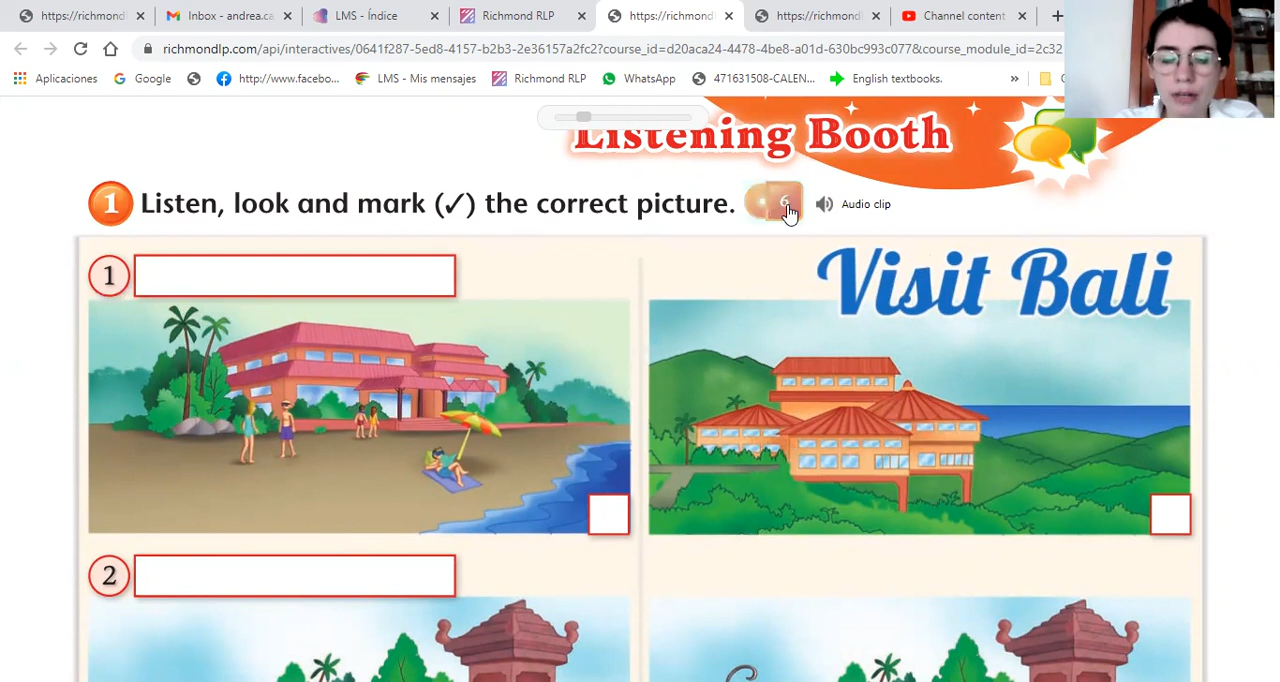 https://richmond
Inbox - andrea.ca
LMS - Índice
Richmond RLP
https://richmond
https://richmond
Channel content
richmondlp.com/api/interactives/0641f287-5ed8-4157-b2b3-2e36157a2fc2?course_id=d20aca24-4478-4be8-a01d-630bc993c077&course_module_id=2c32
Aplicaciones
Google
http://www.facebo...
LMS - Mis mensajes
Richmond RLP
WhatsApp
471631508-CALEN...
English textbooks.
»
Listening Booth
1 Listen, look and mark (✓) the correct picture. 6 Audio clip
1
Visit Bali
2